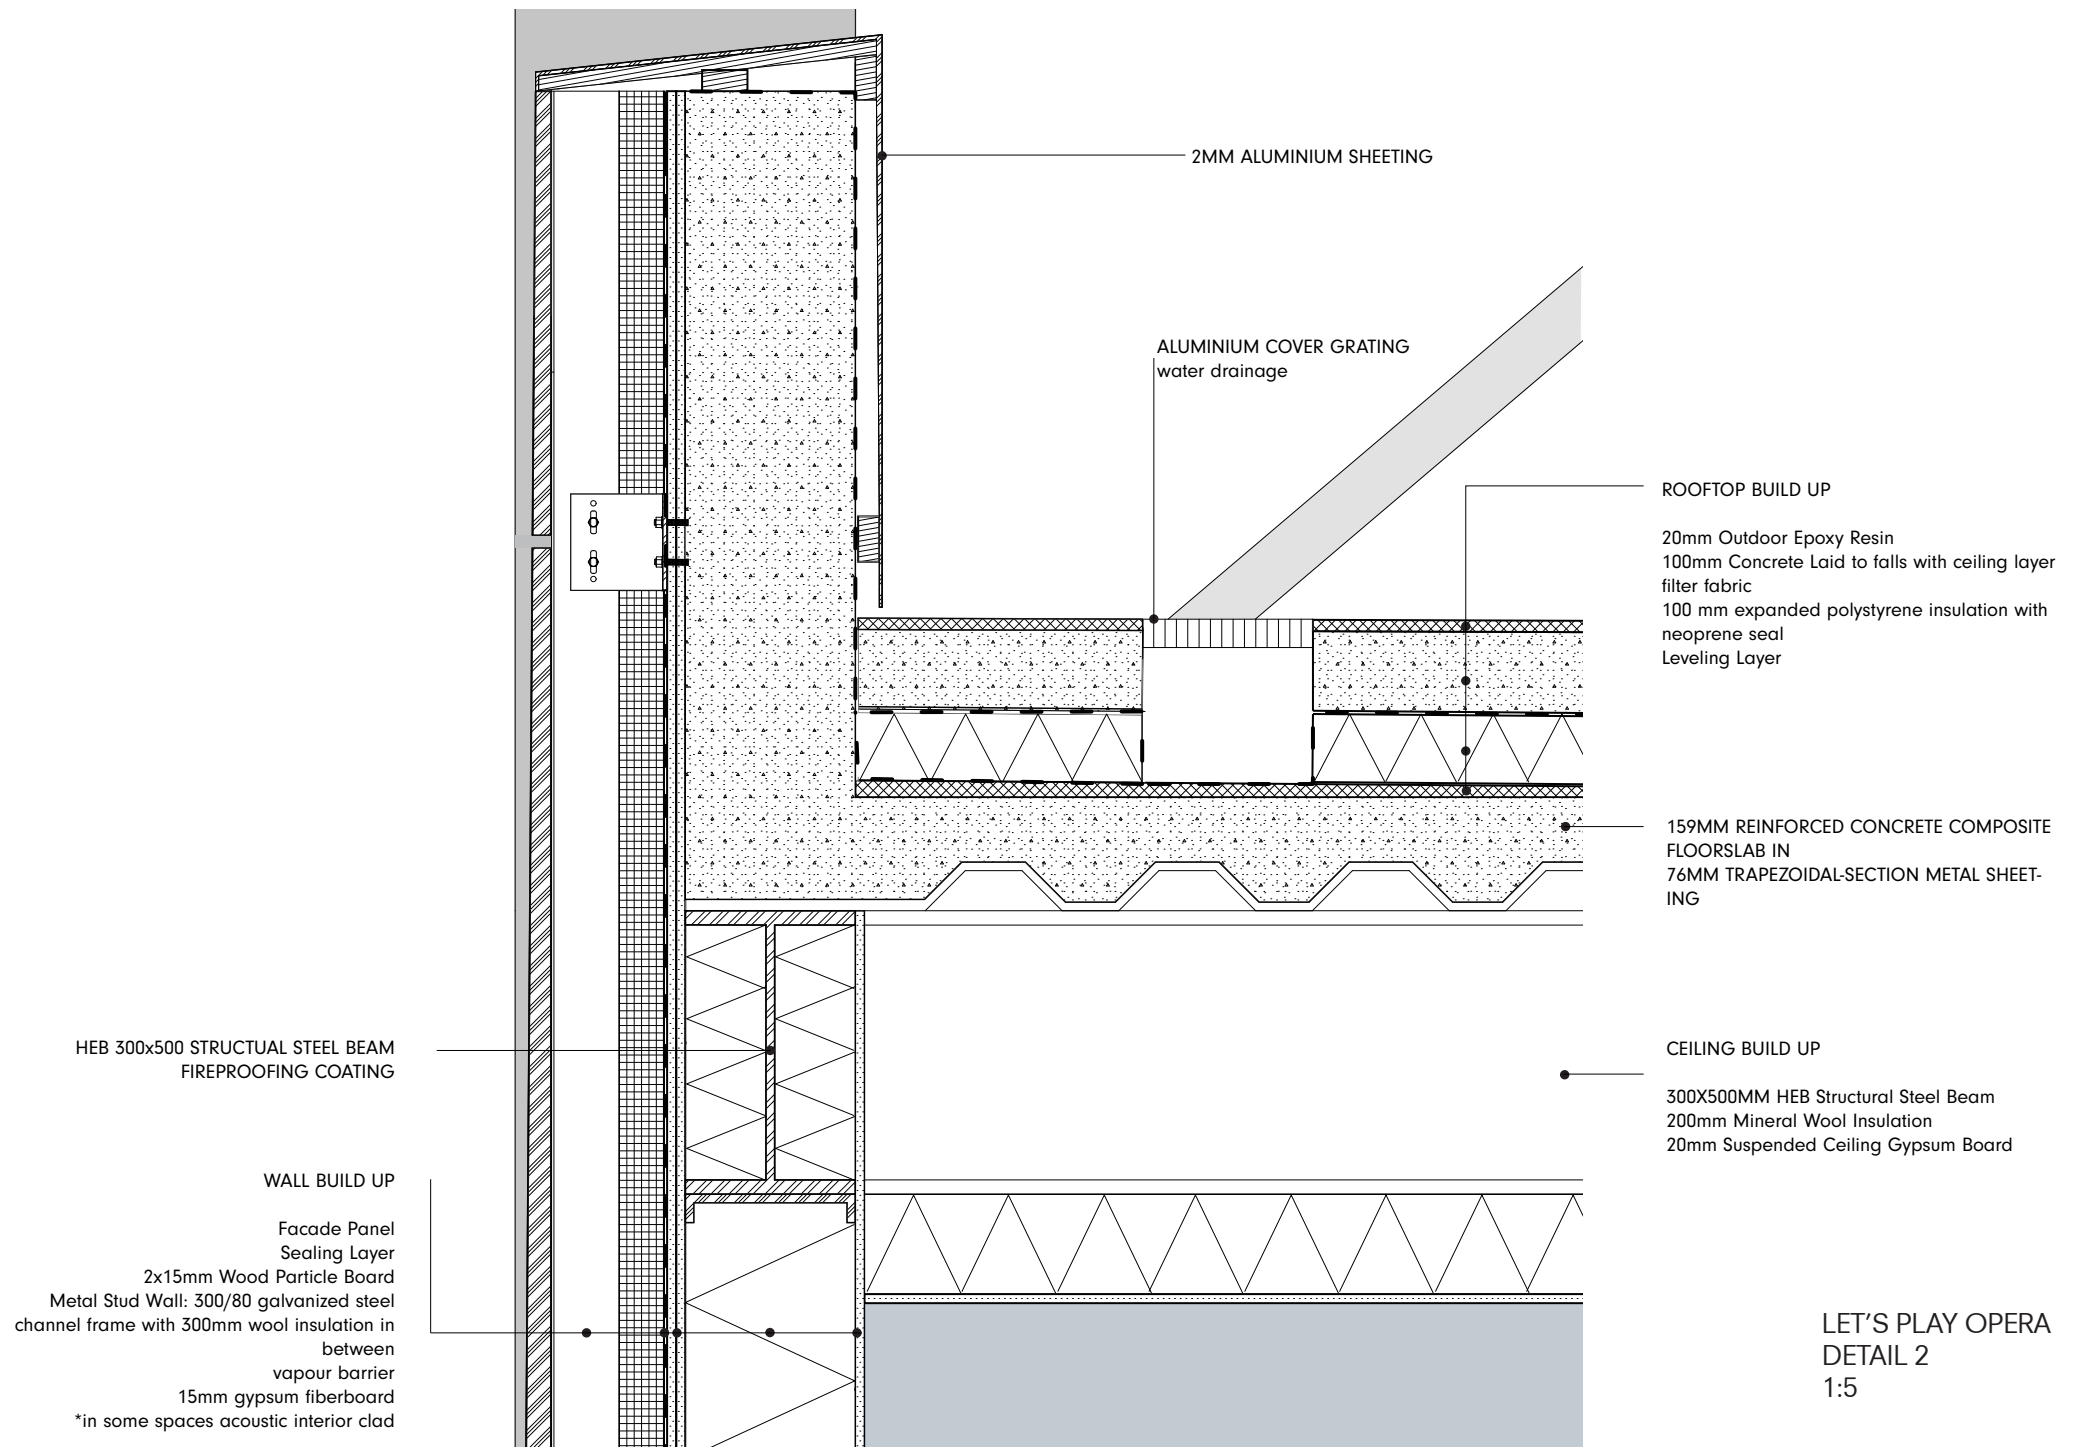 2MM ALUMINIUM SHEETING
ALUMINIUM COVER GRATING
water drainage
ROOFTOP BUILD UP
20mm Outdoor Epoxy Resin
100mm Concrete Laid to falls with ceiling layer
filter fabric
100 mm expanded polystyrene insulation with
neoprene seal
Leveling Layer
159MM REINFORCED CONCRETE COMPOSITE
FLOORSLAB IN
76MM TRAPEZOIDAL-SECTION METAL SHEET-
ING
HEB 300x500 STRUCTUAL STEEL BEAM
FIREPROOFING COATING
CEILING BUILD UP
300X500MM HEB Structural Steel Beam
200mm Mineral Wool Insulation
20mm Suspended Ceiling Gypsum Board
WALL BUILD UP
Facade Panel
Sealing Layer
2x15mm Wood Particle Board
Metal Stud Wall: 300/80 galvanized steel
channel frame with 300mm wool insulation in
between
vapour barrier
15mm gypsum fiberboard
*in some spaces acoustic interior clad
LET'S PLAY OPERA
DETAIL 2
1:5